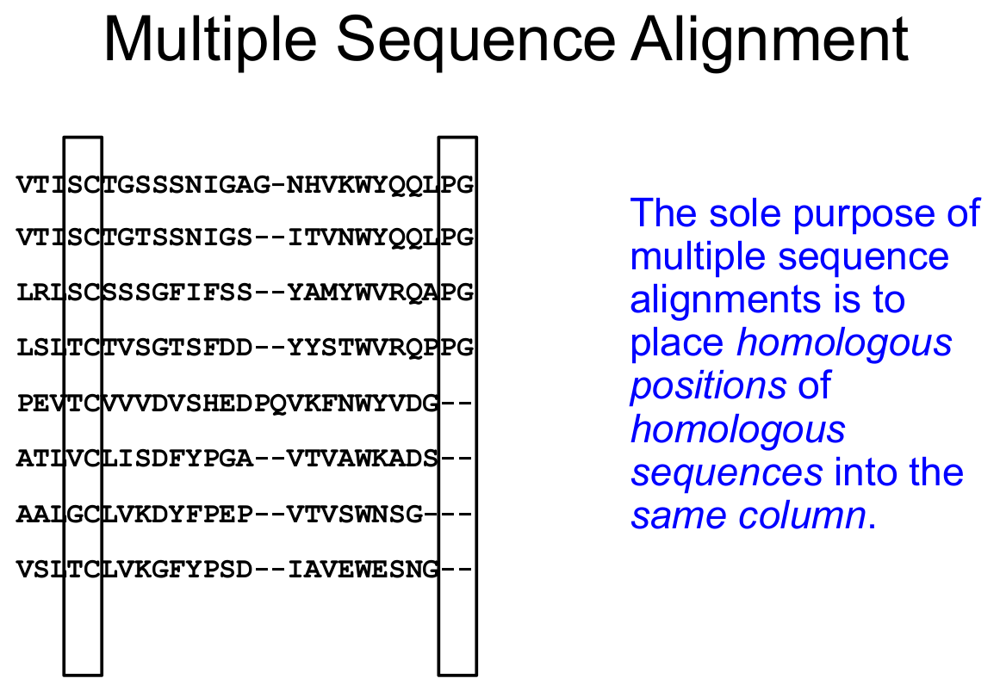 Multiple Sequence Alignment
VTISCTGSSSNIGAG-NHVKWYQQLPG
VTISCTGTSSNIGS--ITVNWYQQLPG
LRLSCSSSGFIFSS--YAMYWVRQAPG
LSLTCTVSGTSFDD--YYSTWVRQPPG
PEVTCVVVDVSHEDPQVKFNWYVDG--
ATLVCLISDFYPGA--VTVAWKADS--
AALGCLVKDYFPEP--VTVSWNSG---
VSLTCLVKGFYPSD--IAVEWESNG--
The sole purpose of
multiple sequence
alignments is to
place homologous
positions of
homologous
sequences into the
same column.